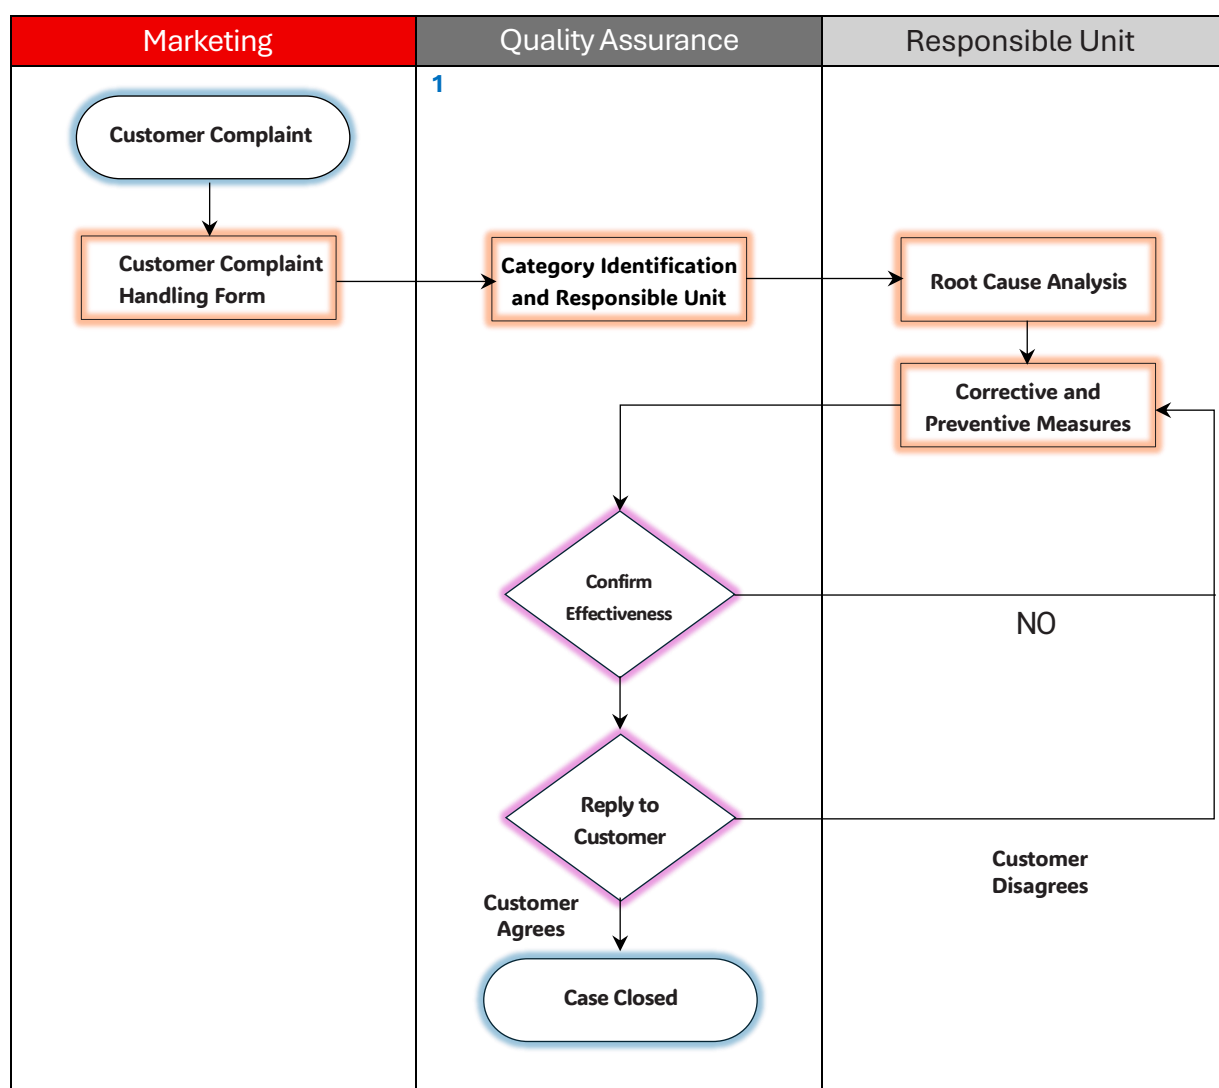 Marketing
Quality Assurance
Responsible Unit
1
Customer Complaint
Customer Complaint
Handling Form
Category Identification
and Responsible Unit
Root Cause Analysis
Corrective and
Preventive Measures
Confirm
Effectiveness
NO
Reply to
Customer
Customer
Disagrees
Customer
Agrees
Case Closed